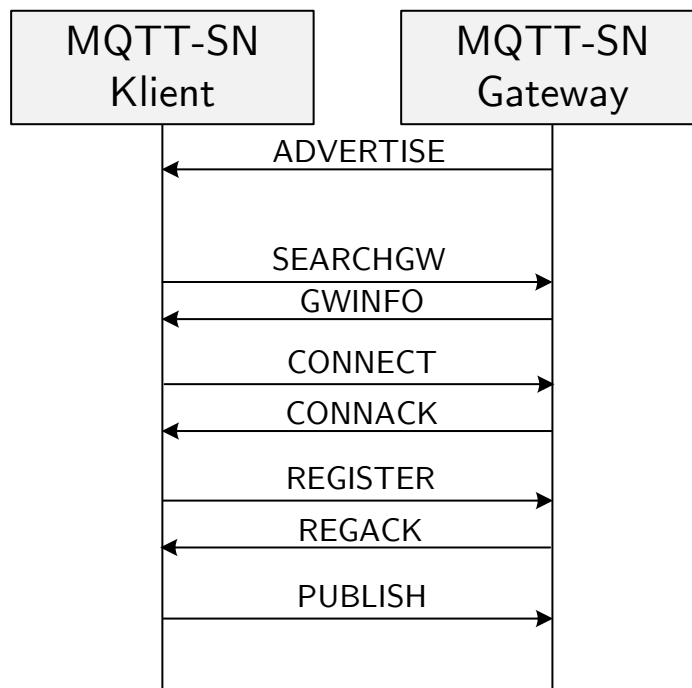 MQTT-SN
Klient
MQTT-SN
Gateway
ADVERTISE
SEARCHGW
GWINFO
CONNECT
CONNACK
REGISTER
REGACK
PUBLISH